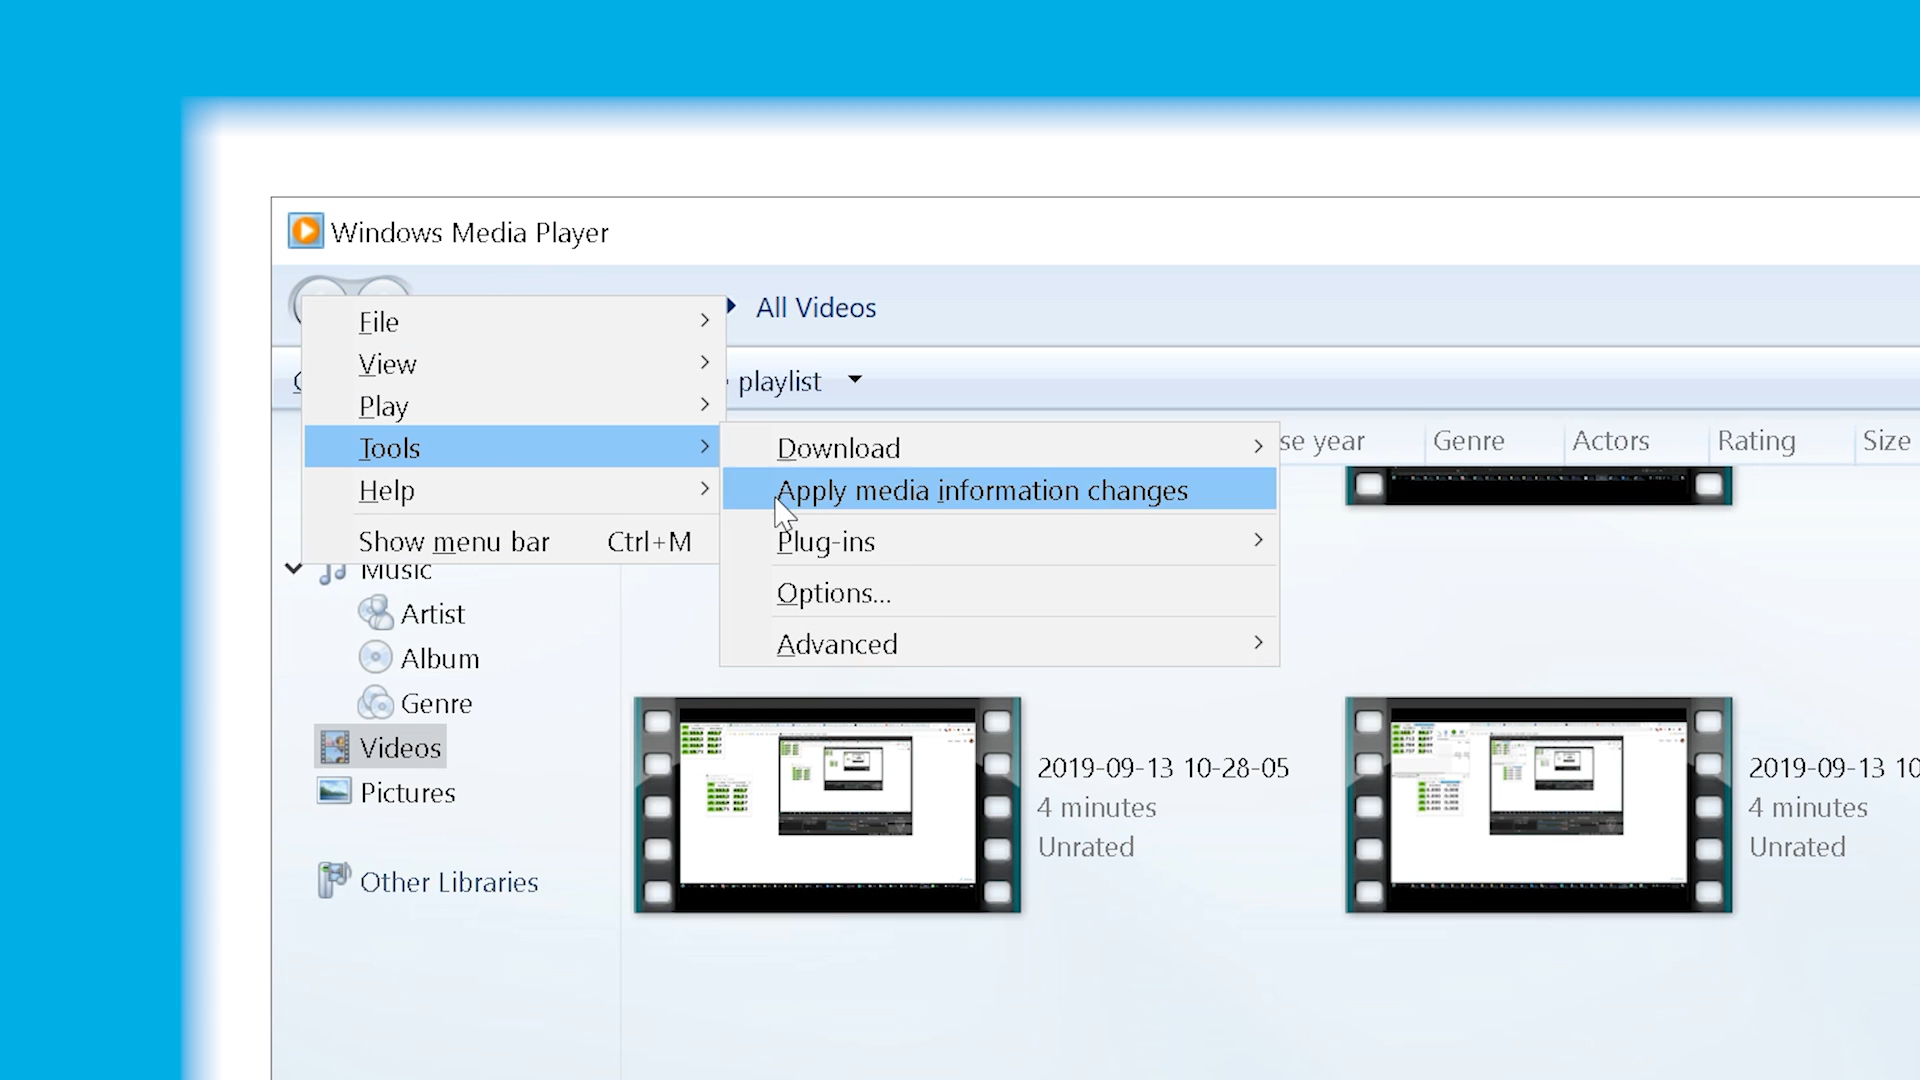 Windows Media Player
All Videos
playlist
File
View
Play
Tools
Help
Show menu bar Ctrl+M
Download
Apply media information changes
Plug-ins
Options...
Advanced
year Genre Actors Rating Size
Music
Artist
Album
Genre
Videos
Pictures
Other Libraries
2019-09-13 10-28-05
4 minutes
Unrated
2019-09-13 10
4 minutes
Unrated